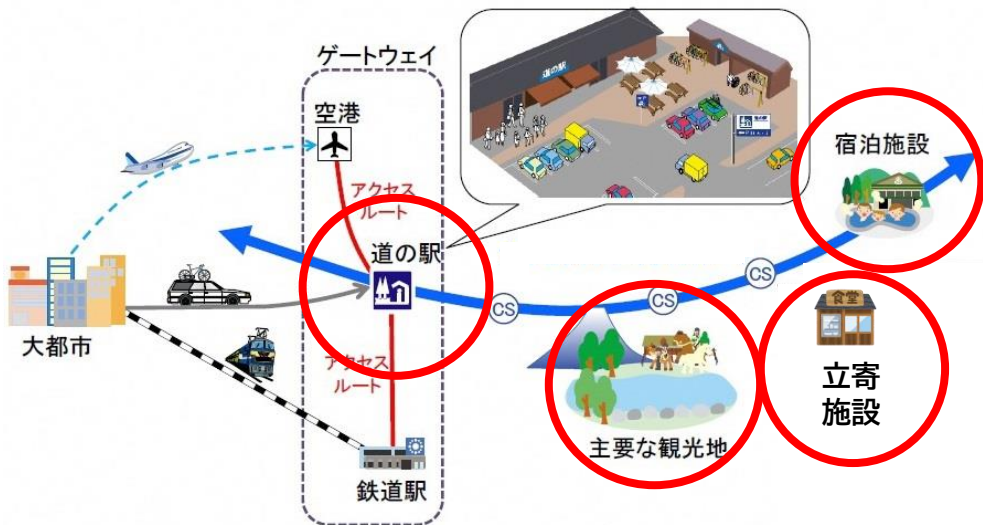 ゲートウェイ
空港
アクセス
ルート
道の駅
道の駅
大都市
アクセス
ルート
鉄道駅
CS
CS
CS
主要な観光地
宿泊施設
食堂
立寄
施設